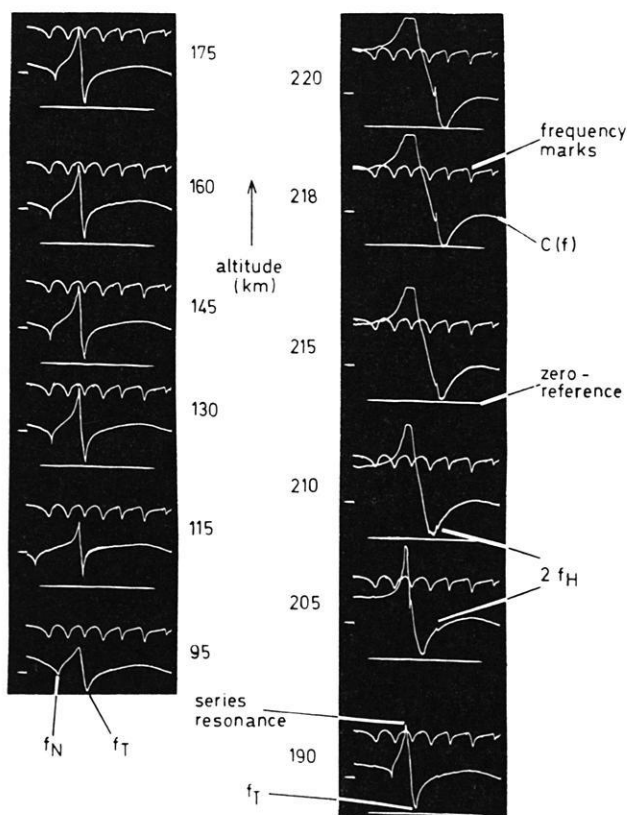 175
160
altitude
(km)
145
130
115
95
f_N
f_T
220
frequency
marks
218
C(f)
215
zero-
reference
210
2 f_H
205
series
resonance
190
f_T